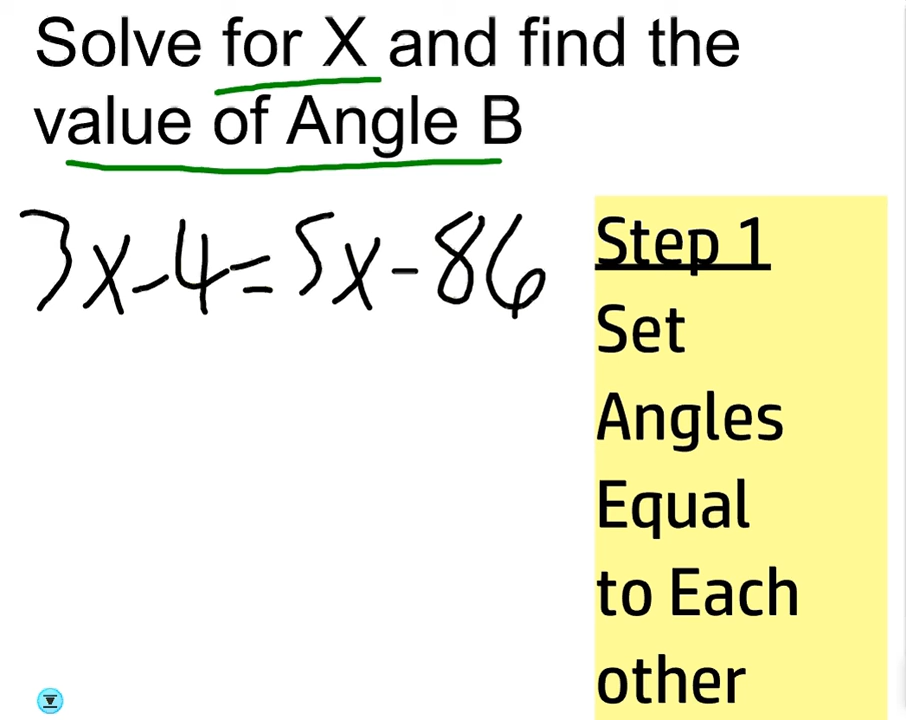 Solve for X and find the
value of Angle B
3x-4=5x-86
Step 1
Set
Angles
Equal
to Each
other